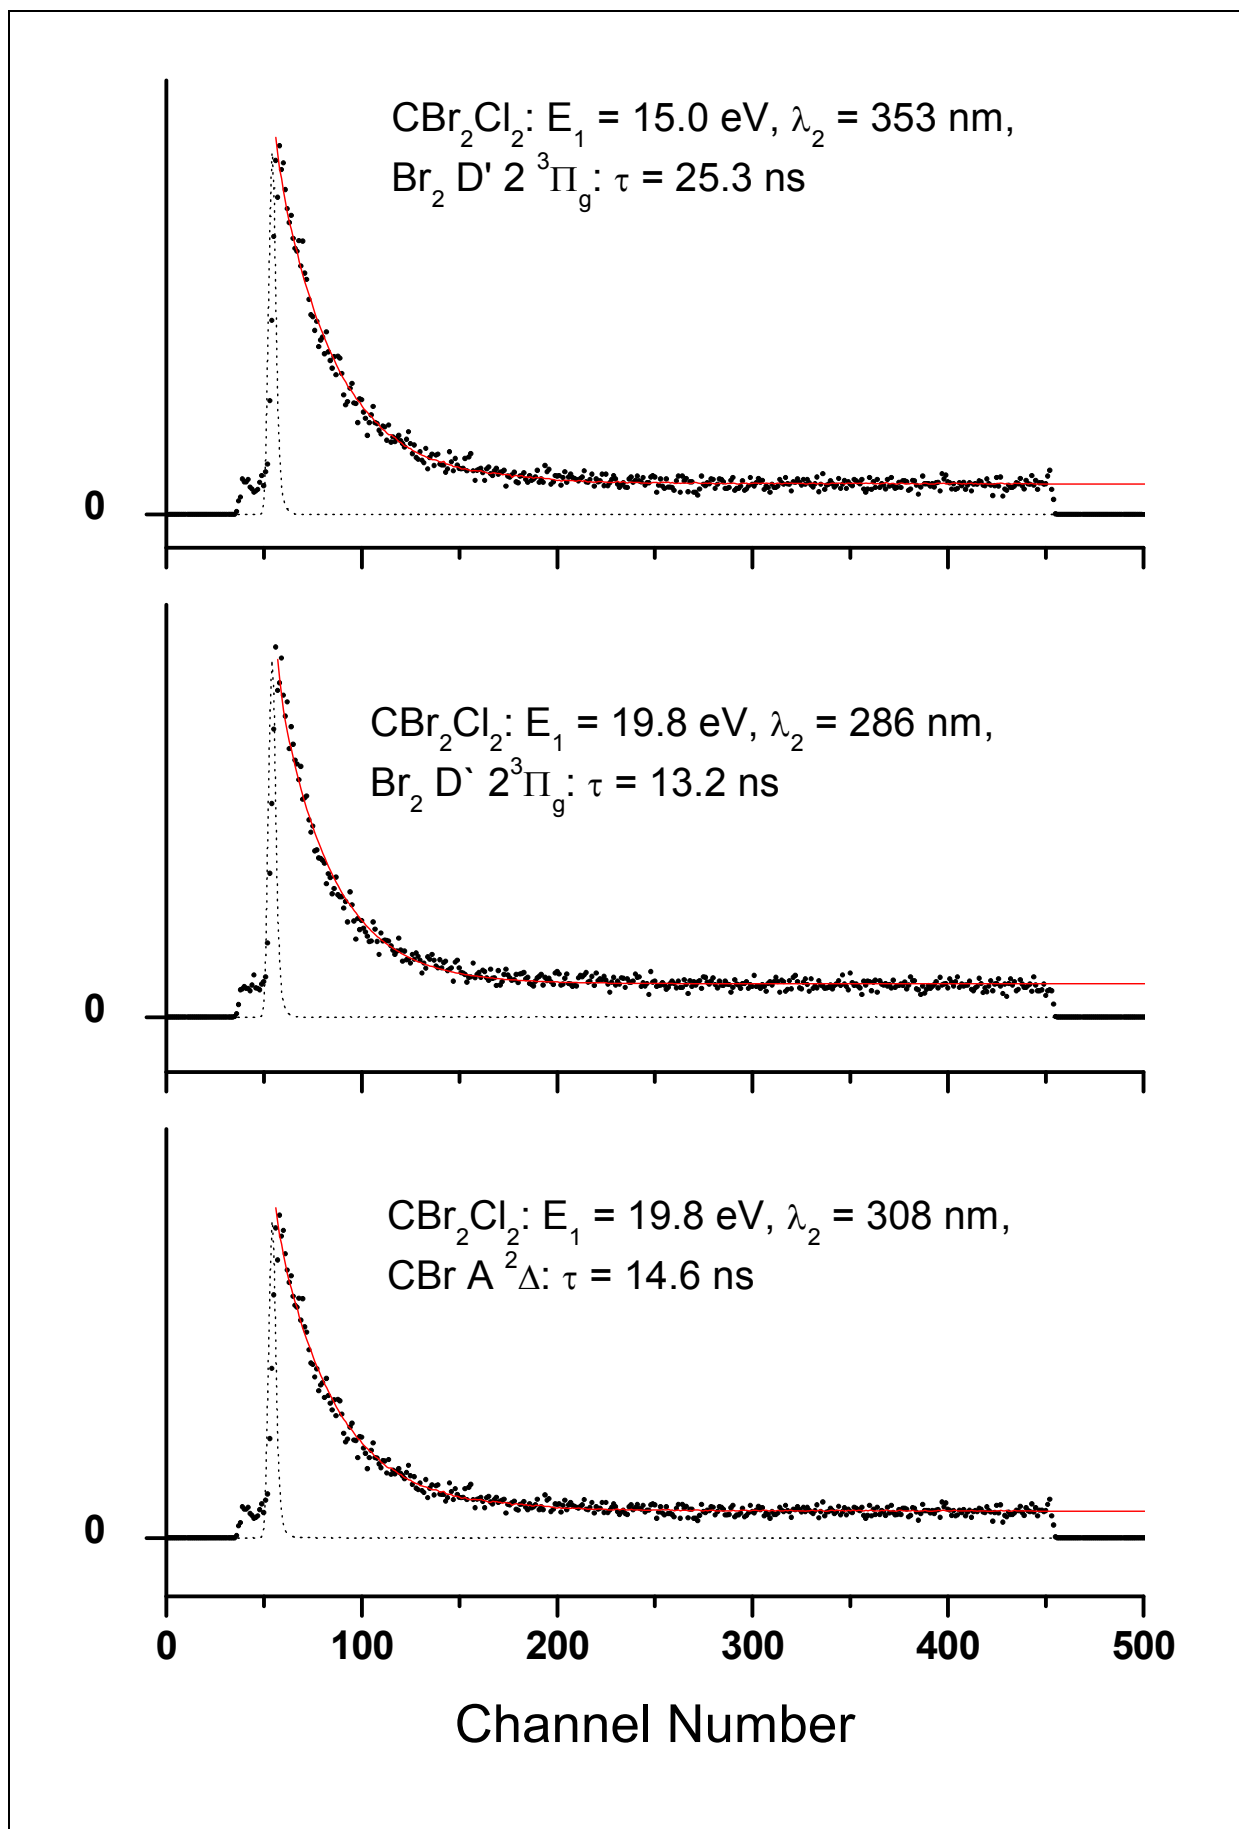 CBr₂Cl₂: E₁ = 15.0 eV, λ₂ = 353 nm,
Br₂ D' 2 ³Π_g: τ = 25.3 ns
0
CBr₂Cl₂: E₁ = 19.8 eV, λ₂ = 286 nm,
Br₂ D` 2³Π_g: τ = 13.2 ns
0
CBr₂Cl₂: E₁ = 19.8 eV, λ₂ = 308 nm,
CBr A ²Δ: τ = 14.6 ns
0
0 100 200 300 400 500
Channel Number